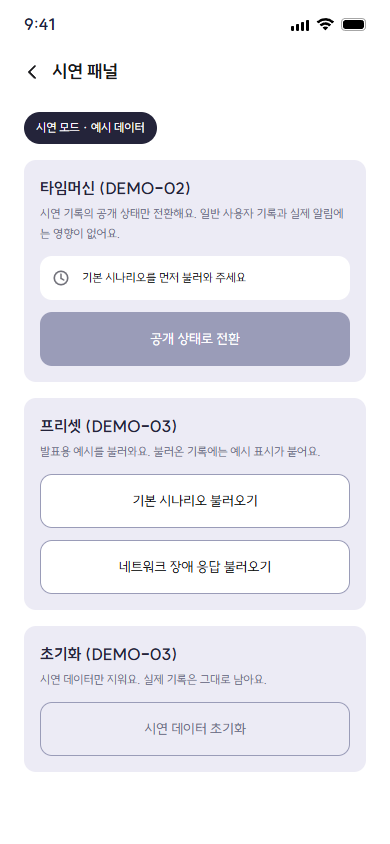 9:41
시연 패널
시연 모드 · 예시 데이터
타임머신 (DEMO-02)
시연 기록의 공개 상태만 전환해요. 일반 사용자 기록과 실제 알림에
는 영향이 없어요.
기본 시나리오를 먼저 불러와 주세요
공개 상태로 전환
프리셋 (DEMO-03)
발표용 예시를 불러와요. 불러온 기록에는 예시 표시가 붙어요.
기본 시나리오 불러오기
네트워크 장애 응답 불러오기
초기화 (DEMO-03)
시연 데이터만 지워요. 실제 기록은 그대로 남아요.
시연 데이터 초기화